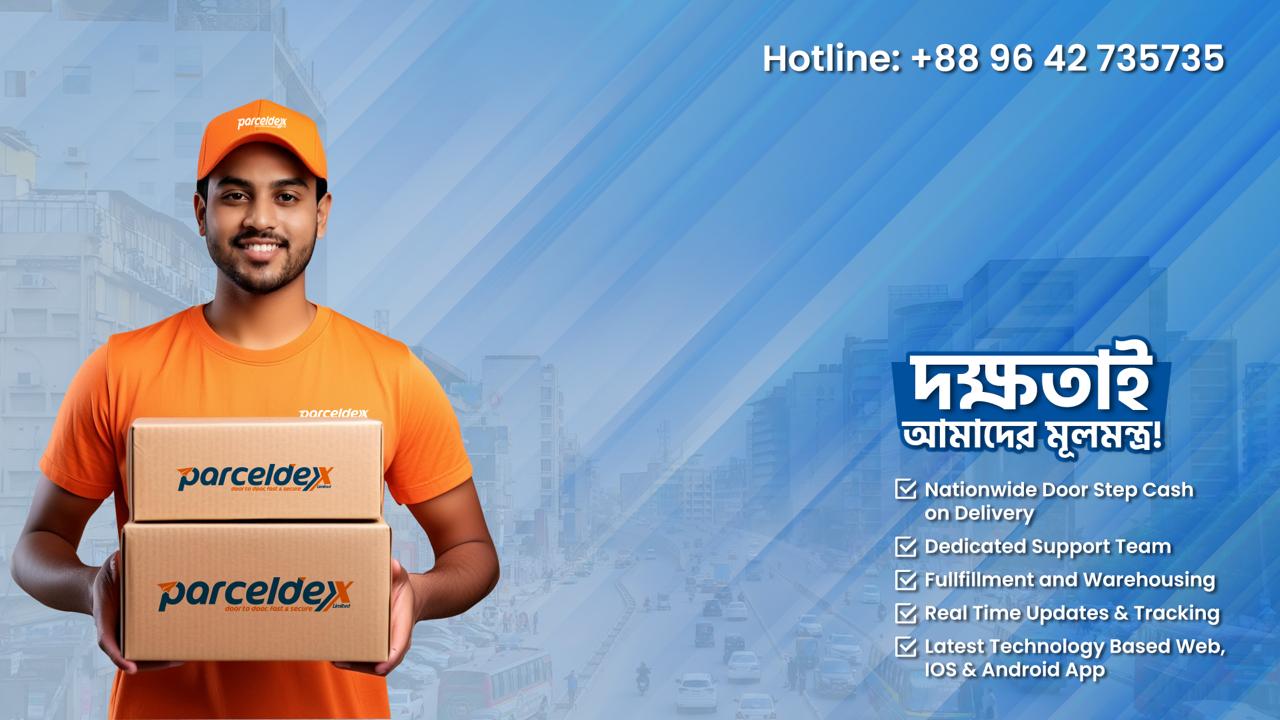 Hotline: +88 96 42 735735
parceldex
parceldex
parceldex
door to door, fast & secure
Limited
parceldex
door to door, fast & secure
Limited
দক্ষতাই
আমাদের মূলমন্ত্র!
Nationwide Door Step Cash
on Delivery
Dedicated Support Team
Fullfillment and Warehousing
Real Time Updates & Tracking
Latest Technology Based Web,
IOS & Android App